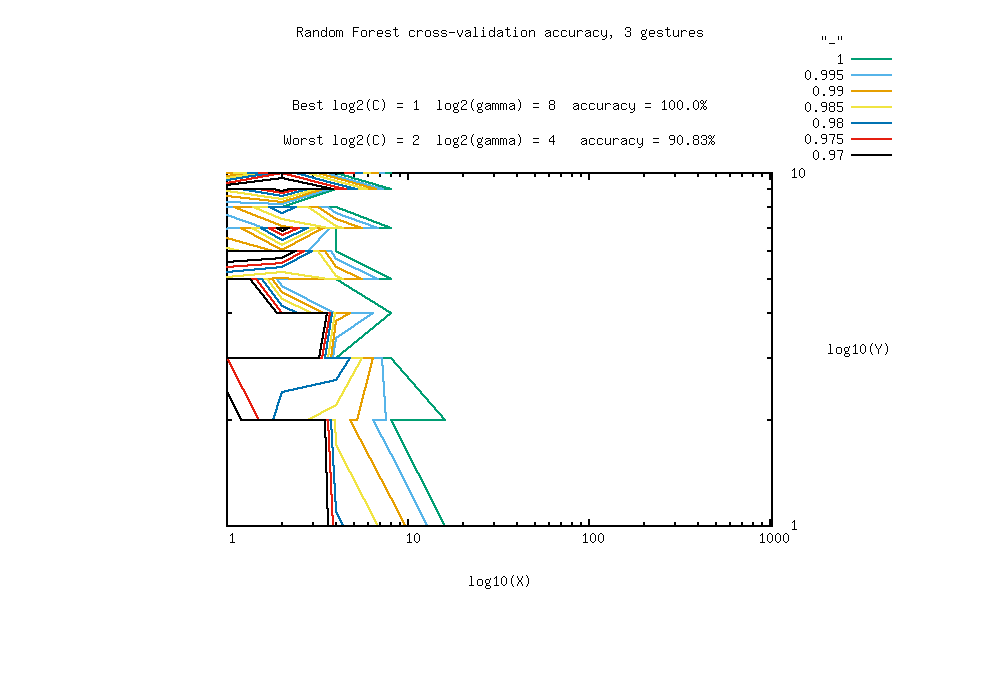 Random Forest cross-validation accuracy, 3 gestures
"_"
1
0.995
0.99
0.985
0.98
0.975
0.97
Best log2(C) = 1  log2(gamma) = 8  accuracy = 100.0%
Worst log2(C) = 2  log2(gamma) = 4   accuracy = 90.83%
10
log10(Y)
1
1 10 100 1000
log10(X)